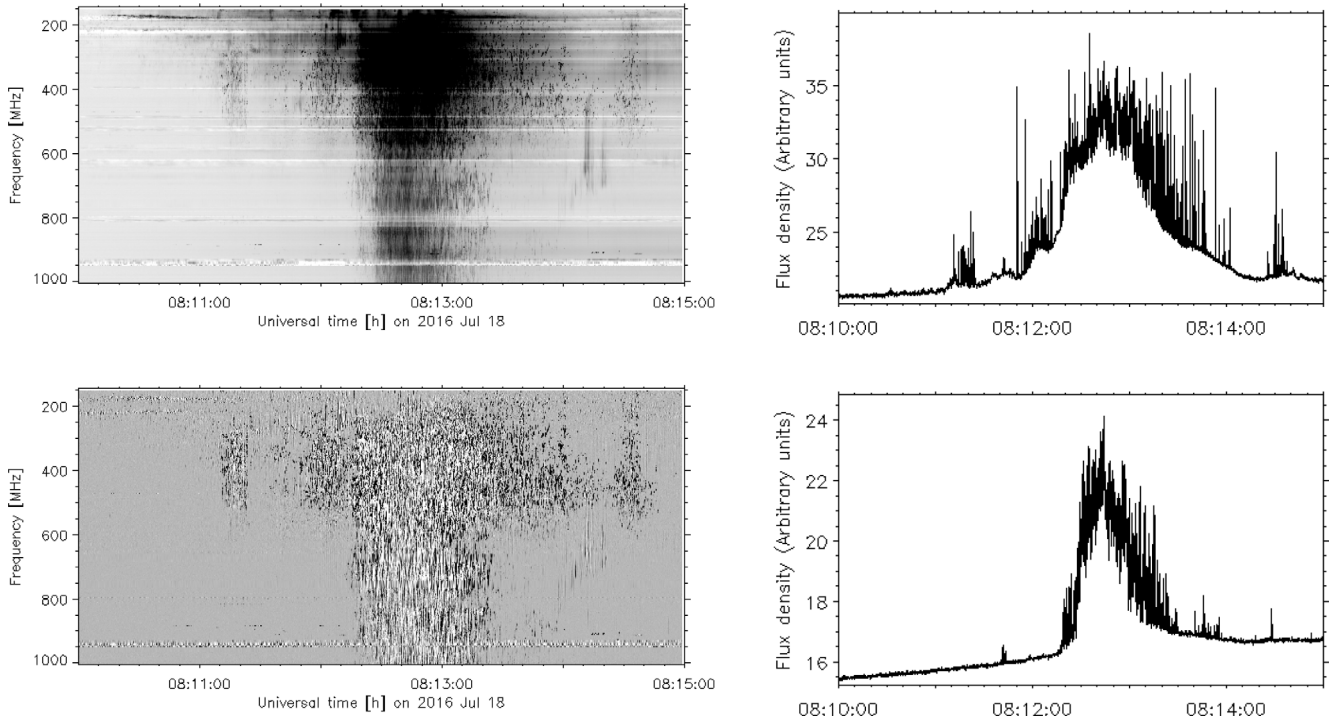 200
400
600
800
1000
Frequency [MHz]
08:11:00 08:13:00 08:15:00
Universal time [h] on 2016 Jul 18
35
30
25
Flux density (Arbitrary units)
08:10:00 08:12:00 08:14:00
200
400
600
800
1000
Frequency [MHz]
08:11:00 08:13:00 08:15:00
Universal time [h] on 2016 Jul 18
24
22
20
18
16
Flux density (Arbitrary units)
08:10:00 08:12:00 08:14:00